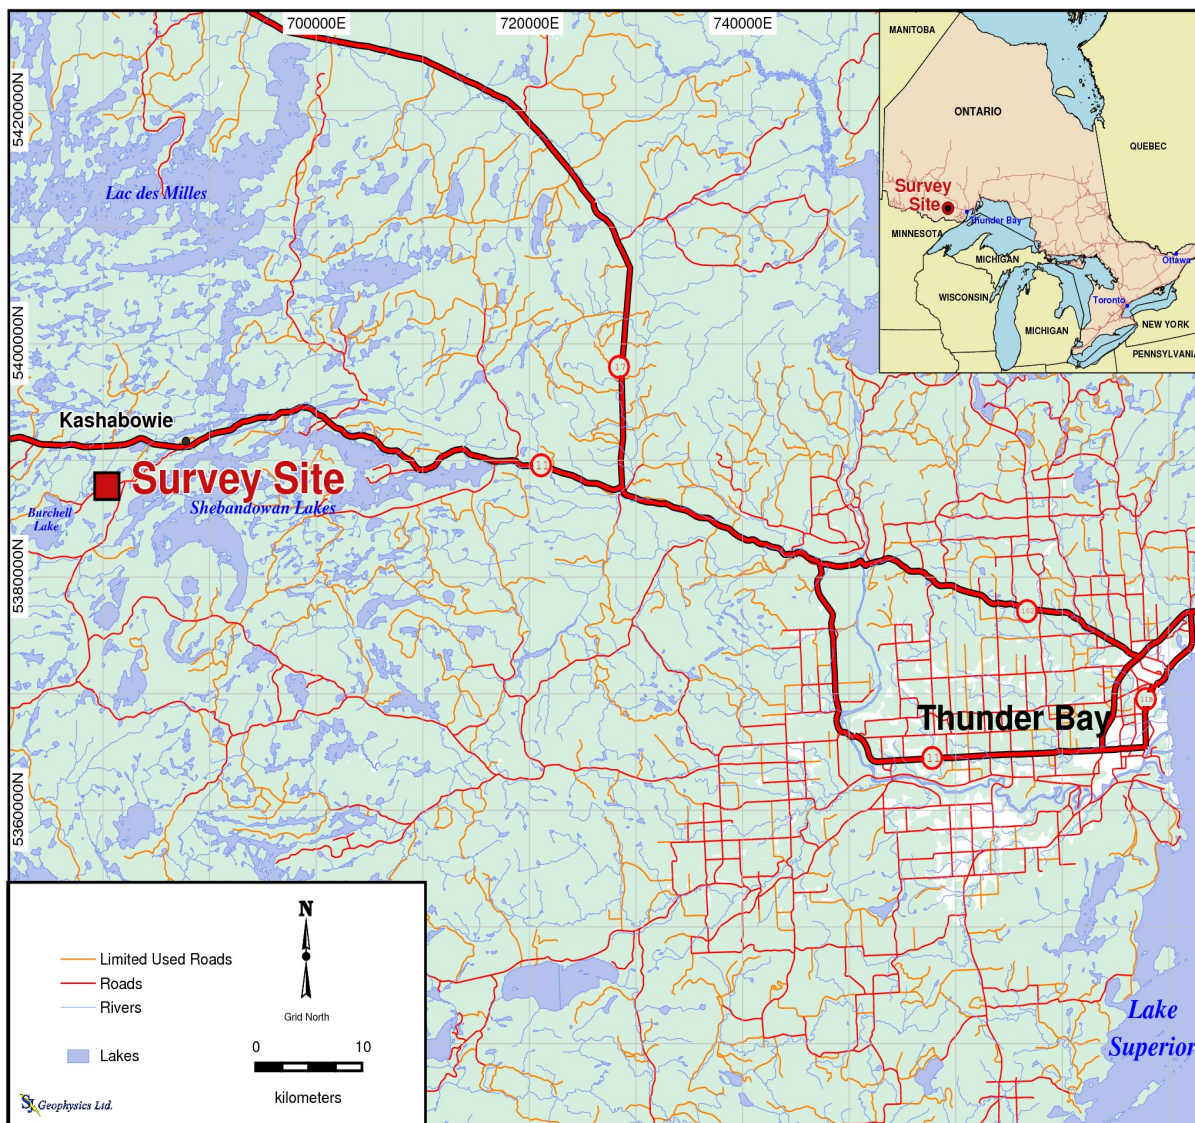 700000E
720000E
740000E
5420000N
5400000N
5380000N
5360000N
Lac des Milles
Kashabowie
Survey Site
Shebandowan Lakes
Burchell
Lake
17
11
102
Thunder Bay
11
Lake
Superior
MANITOBA
ONTARIO
QUEBEC
Survey
Site
Thunder Bay
MINNESOTA
MICHIGAN
Ottawa
WISCONSIN
Toronto
MICHIGAN
NEW YORK
PENNSYLVANIA
N
Grid North
Limited Used Roads
Roads
Rivers
Lakes
0 10
kilometers
SJ Geophysics Ltd.